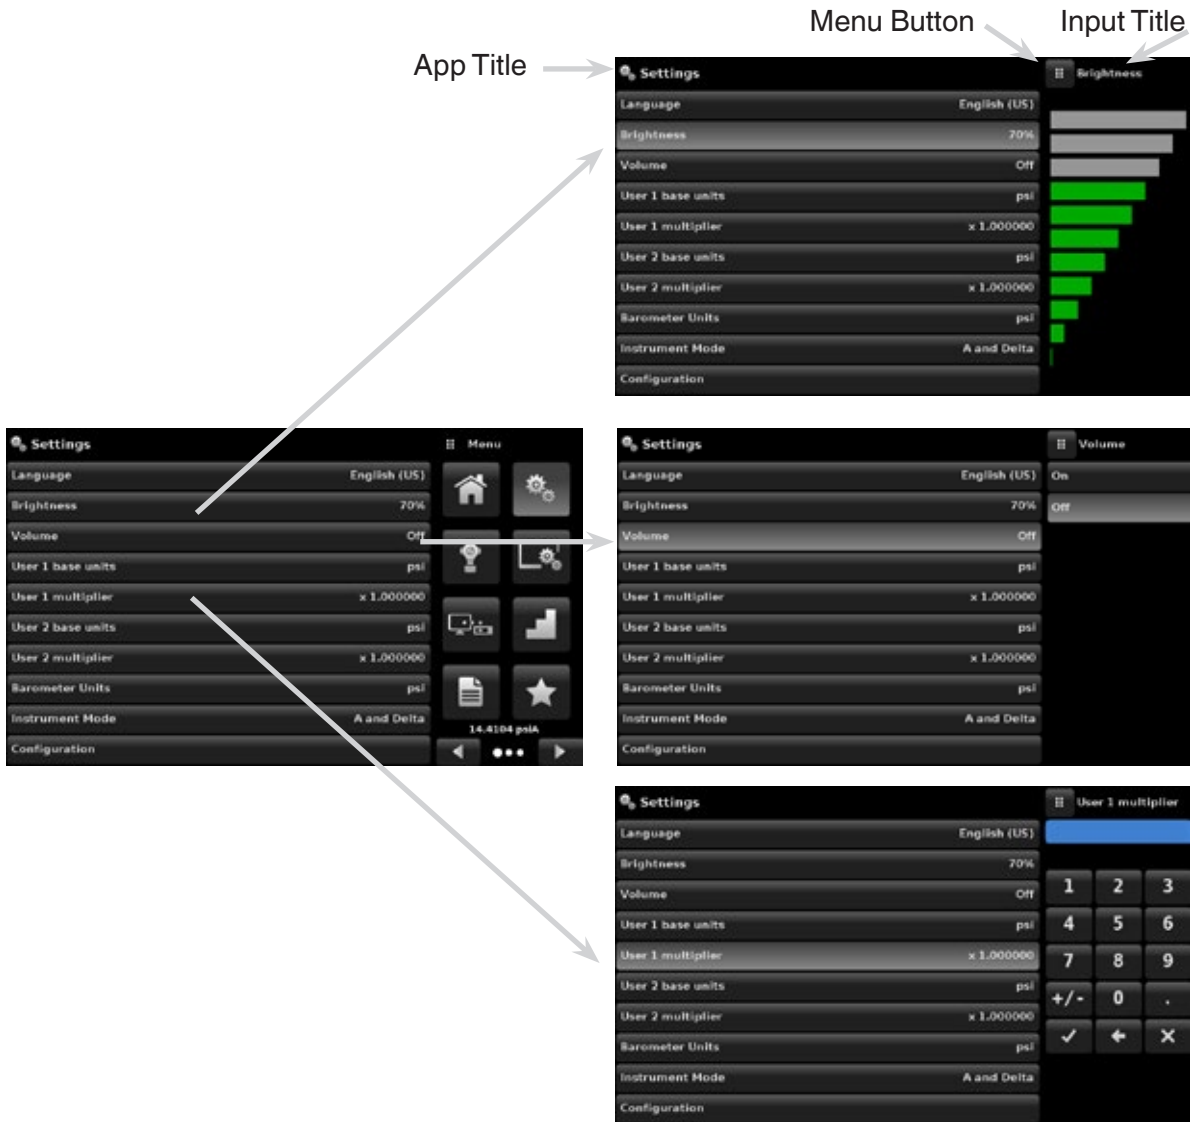 Menu Button Input Title
App Title
Settings Brightness
Language English (US)
Brightness 70%
Volume Off
User 1 base units psi
User 1 multiplier x 1.000000
User 2 base units psi
User 2 multiplier x 1.000000
Barometer Units psi
Instrument Mode A and Delta
Configuration
Settings Menu
Language English (US)
Brightness 70%
Volume Off
User 1 base units psi
User 1 multiplier x 1.000000
User 2 base units psi
User 2 multiplier x 1.000000
Barometer Units psi
Instrument Mode A and Delta
14.4104 psiA
Configuration
Settings Volume
Language English (US) On
Brightness 70% Off
Volume Off
User 1 base units psi
User 1 multiplier x 1.000000
User 2 base units psi
User 2 multiplier x 1.000000
Barometer Units psi
Instrument Mode A and Delta
Configuration
Settings User 1 multiplier
Language English (US)
Brightness 70%
Volume Off
User 1 base units psi
User 1 multiplier x 1.000000
User 2 base units psi
User 2 multiplier x 1.000000
Barometer Units psi
Instrument Mode A and Delta
Configuration
1 2 3
4 5 6
7 8 9
+/- 0 .